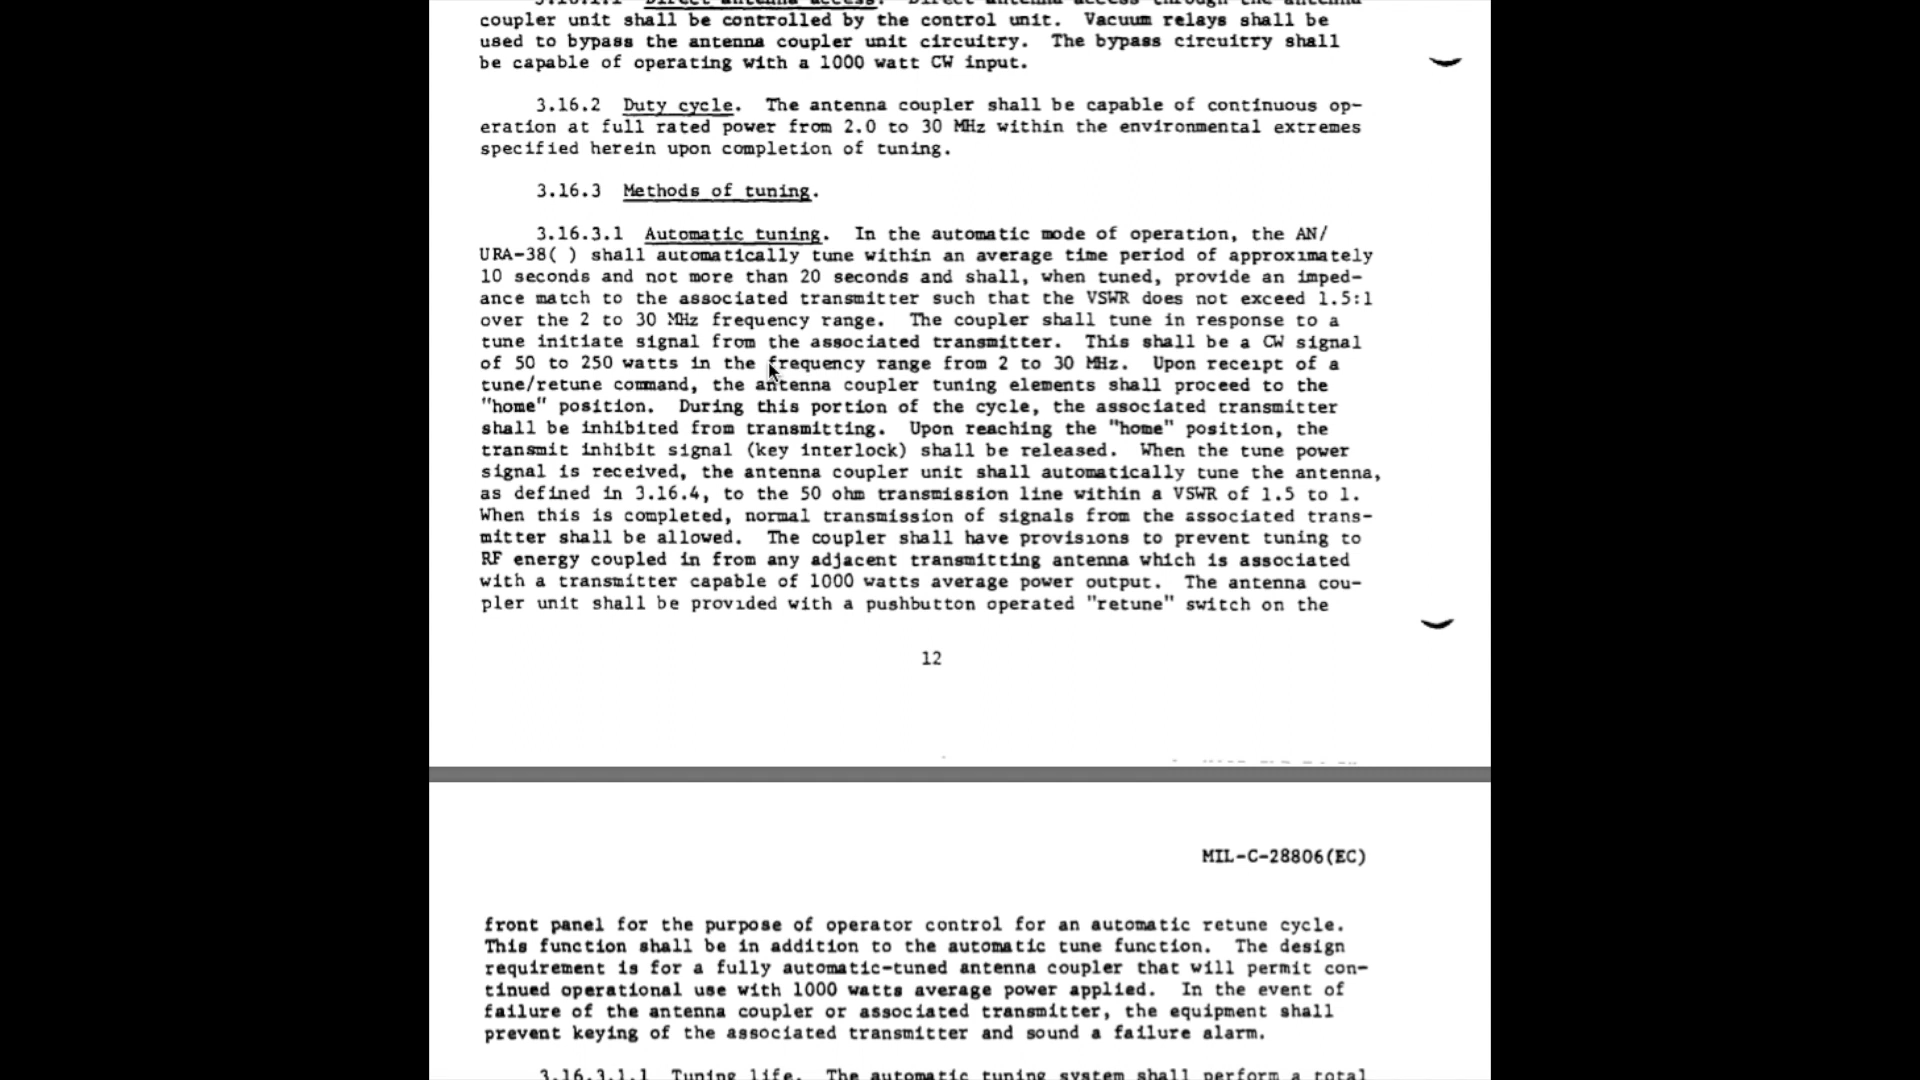 coupler unit shall be controlled by the control unit. Vacuum relays shall be
used to bypass the antenna coupler unit circuitry. The bypass circuitry shall
be capable of operating with a 1000 watt CW input.
3.16.2 Duty cycle. The antenna coupler shall be capable of continuous op-
eration at full rated power from 2.0 to 30 MHz within the environmental extremes
specified herein upon completion of tuning.
3.16.3 Methods of tuning.
3.16.3.1 Automatic tuning. In the automatic mode of operation, the AN/
URA-38( ) shall automatically tune within an average time period of approximately
10 seconds and not more than 20 seconds and shall, when tuned, provide an imped-
ance match to the associated transmitter such that the VSWR does not exceed 1.5:1
over the 2 to 30 MHz frequency range. The coupler shall tune in response to a
tune initiate signal from the associated transmitter. This shall be a CW signal
of 50 to 250 watts in the frequency range from 2 to 30 MHz. Upon receipt of a
tune/retune command, the antenna coupler tuning elements shall proceed to the
"home" position. During this portion of the cycle, the associated transmitter
shall be inhibited from transmitting. Upon reaching the "home" position, the
transmit inhibit signal (key interlock) shall be released. When the tune power
signal is received, the antenna coupler unit shall automatically tune the antenna,
as defined in 3.16.4, to the 50 ohm transmission line within a VSWR of 1.5 to 1.
When this is completed, normal transmission of signals from the associated trans-
mitter shall be allowed. The coupler shall have provisions to prevent tuning to
RF energy coupled in from any adjacent transmitting antenna which is associated
with a transmitter capable of 1000 watts average power output. The antenna cou-
pler unit shall be provided with a pushbutton operated "retune" switch on the
12
MIL-C-28806(EC)
front panel for the purpose of operator control for an automatic retune cycle.
This function shall be in addition to the automatic tune function. The design
requirement is for a fully automatic-tuned antenna coupler that will permit con-
tinued operational use with 1000 watts average power applied. In the event of
failure of the antenna coupler or associated transmitter, the equipment shall
prevent keying of the associated transmitter and sound a failure alarm.
3.16.3.1.1 Tuning life. The automatic tuning system shall perform a total